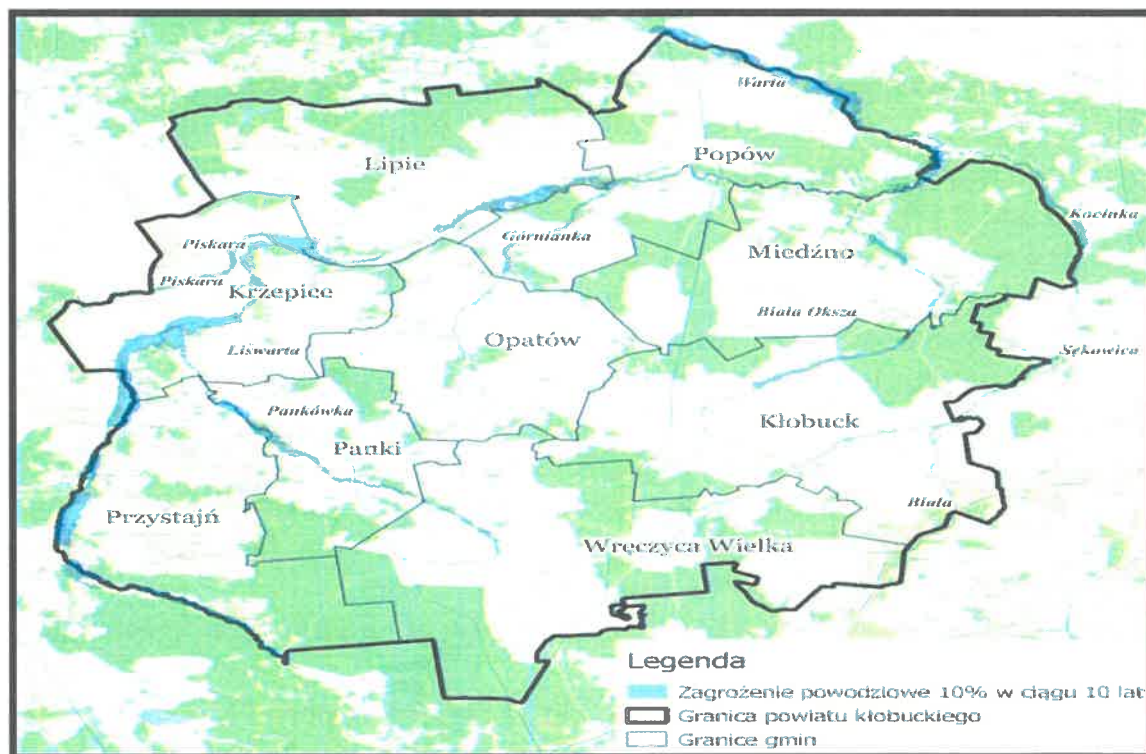 Warta
Popów
Lipie
Kocinka
Piskara
Górnianka
Miedźno
Piskara
Krzepice
Biała Oksza
Opatów
Liswarta
Sękawica
Pankówka
Kłobuck
Panki
Biała
Przystajń
Wręczyca Wielka
Legenda
Zagrożenie powodziowe 10% w ciągu 10 lat
Granica powiatu kłobuckiego
Granice gmin